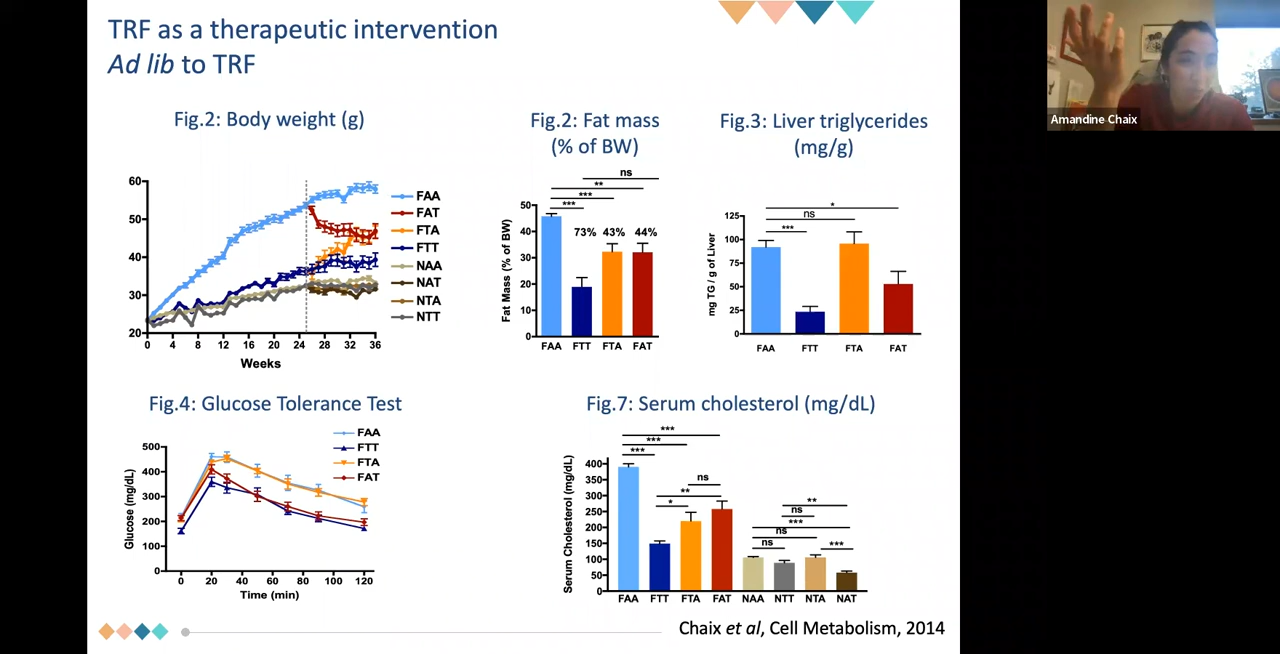 TRF as a therapeutic intervention
Ad lib to TRF
Amandine Chaix
Fig.2: Body weight (g)
60
50
40
30
20
0 4 8 12 16 20 24 28 32 36
Weeks
FAA
FAT
FTA
FTT
NAA
NAT
NTA
NTT
Fig.2: Fat mass
(% of BW)
ns
**
***
***
73% 43% 44%
Fat Mass (% of BW)
50
40
30
20
10
0
FAA FTT FTA FAT
Fig.3: Liver triglycerides
(mg/g)
*
ns
***
mg TG / g of Liver
125
100
75
50
25
0
FAA FTT FTA FAT
Fig.4: Glucose Tolerance Test
FAA
FTT
FTA
FAT
Glucose (mg/dL)
500
400
300
200
100
0
0 20 40 60 80 100 120
Time (min)
Fig.7: Serum cholesterol (mg/dL)
***
***
***
ns
**
*
**
ns
***
ns
ns
***
Serum Cholesterol (mg/dL)
400
350
300
250
200
150
100
50
0
FAA FTT FTA FAT NAA NTT NTA NAT
Chaix et al, Cell Metabolism, 2014